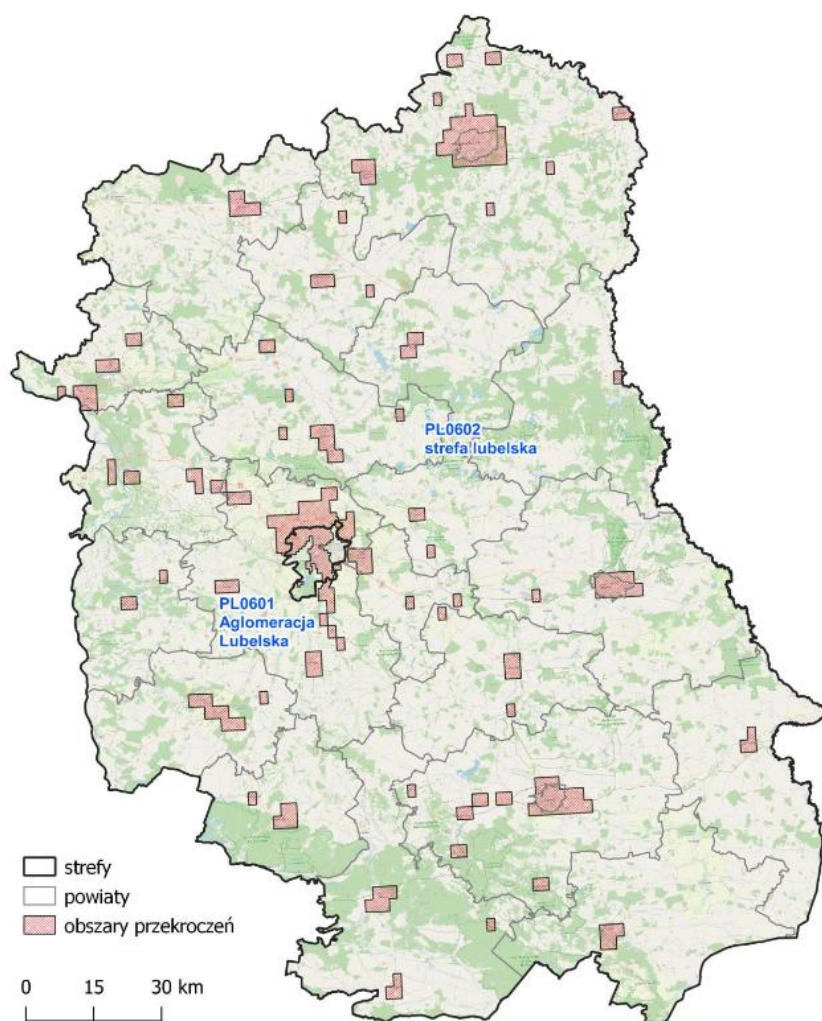 PL0602
strefa lubelska
PL0601
Aglomeracja
Lubelska
strefy
powiaty
obszary przekroczeń
0 15 30 km